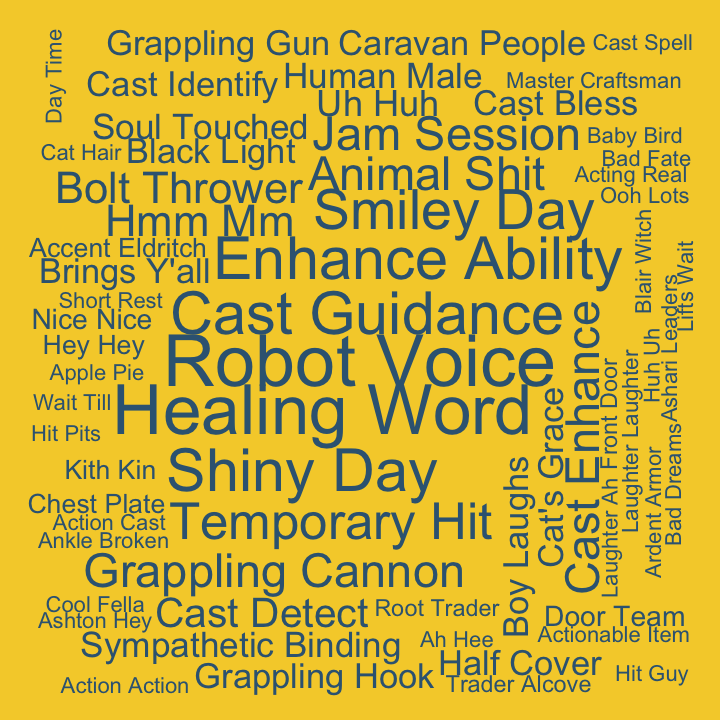 Day Time
Grappling Gun
Caravan People
Cast Spell
Cast Identify
Human Male
Master Craftsman
Uh Huh
Cast Bless
Soul Touched
Jam Session
Baby Bird
Cat Hair
Black Light
Bad Fate
Bolt Thrower
Animal Shit
Acting Real
Ooh Lots
Hmm Mm
Smiley Day
Accent Eldritch
Enhance Ability
Blair Witch
Lifts Wait
Brings Y'all
Short Rest
Cast Guidance
Nice Nice
Hey Hey
Robot Voice
Apple Pie
Wait Till
Healing Word
Hit Pits
Cast Enhance
Cat's Grace
Front Door
Laughter Ah
Laughter Laughter
Huh Uh
Ashari Leaders
Bad Dreams
Ardent Armor
Kith Kin
Shiny Day
Boy Laughs
Chest Plate
Action Cast
Temporary Hit
Ankle Broken
Grappling Cannon
Cool Fella
Ashton Hey
Cast Detect
Root Trader
Door Team
Actionable Item
Sympathetic Binding
Ah Hee
Half Cover
Hit Guy
Action Action
Grappling Hook
Trader Alcove